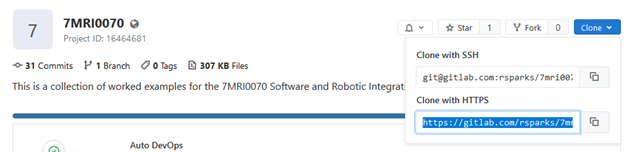 7
7MRI0070
Project ID: 16464681
Star 1
Fork 0
Clone
31 Commits 1 Branch 0 Tags 307 KB Files
This is a collection of worked examples for the 7MRI0070 Software and Robotic
Clone with SSH
git@gitlab.com:rsparks/7mri00
Clone with HTTPS
https://gitlab.com/rsparks/7m
Auto DevOps